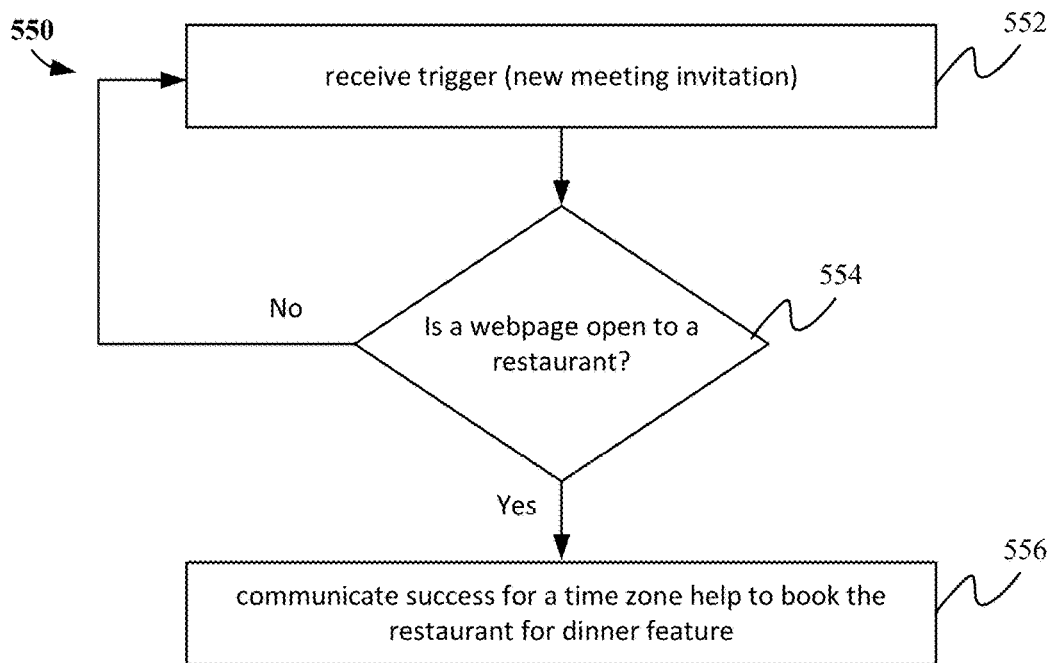 550
552
receive trigger (new meeting invitation)
554
No
Is a webpage open to a
restaurant?
Yes
556
communicate success for a time zone help to book the
restaurant for dinner feature